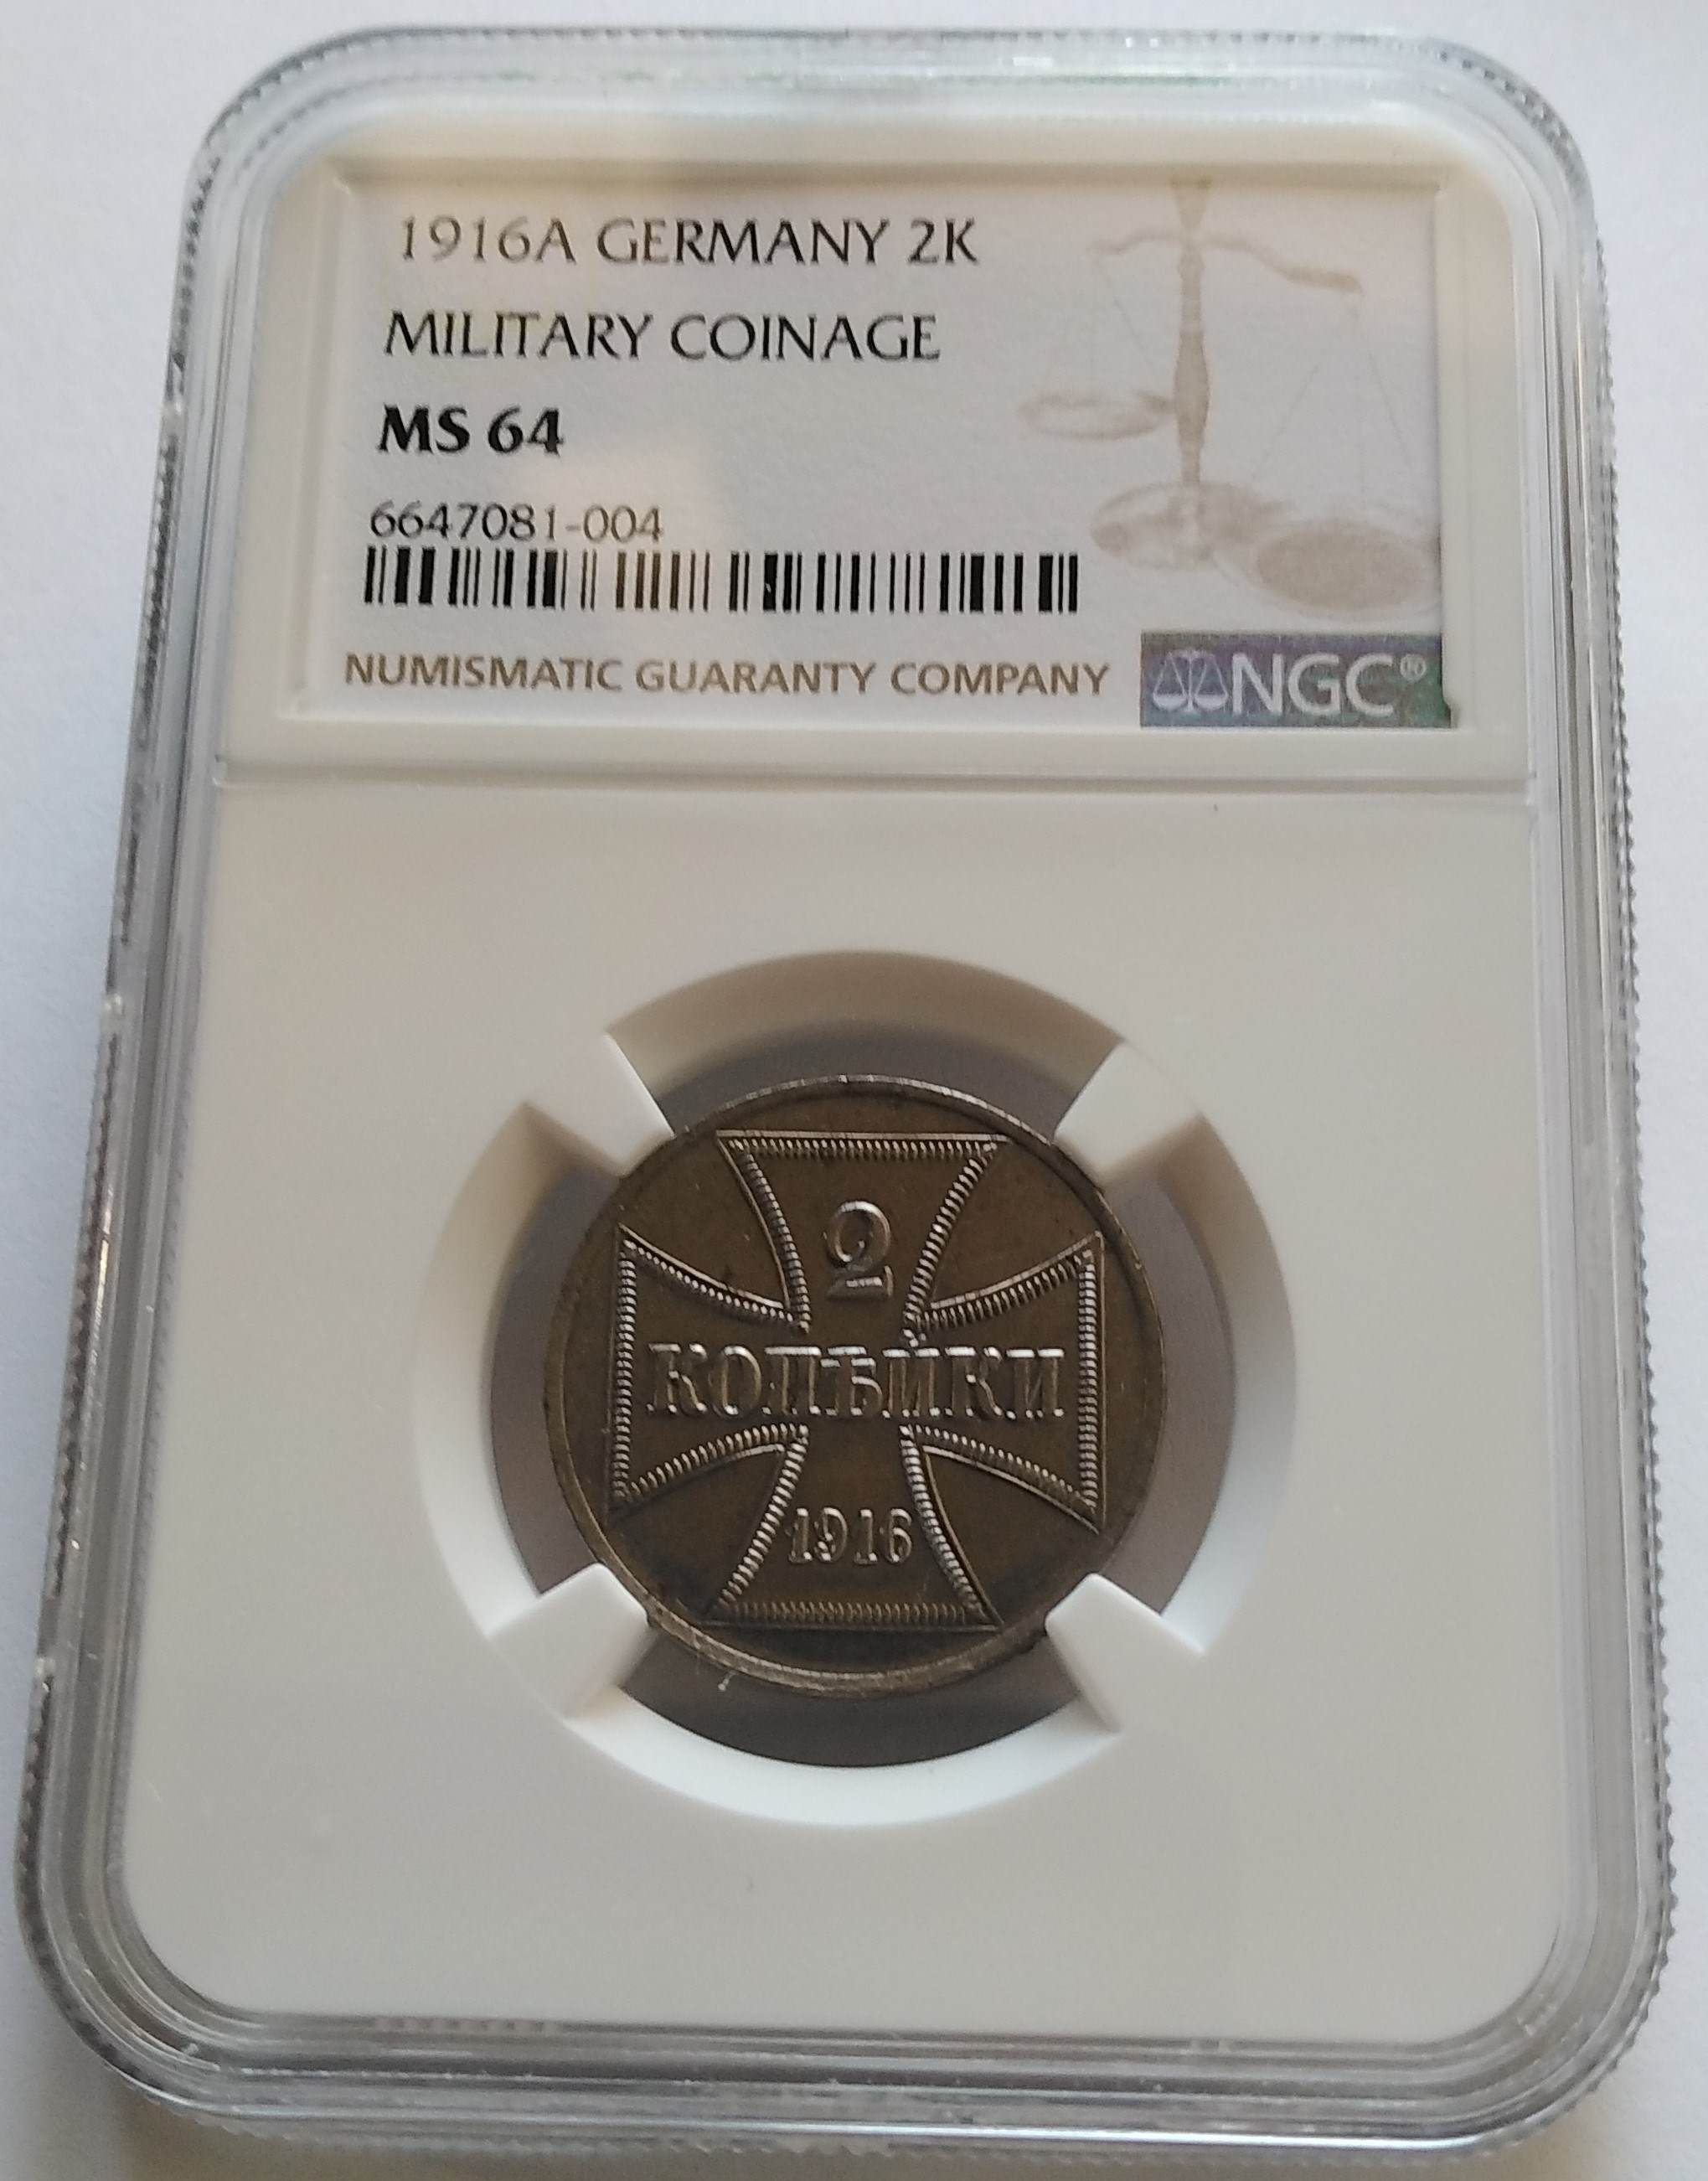 1916A GERMANY 2K
MILITARY COINAGE
MS 64
6647081-004
NUMISMATIC GUARANTY COMPANY NGC®
2
КОПѢЙКИ
1916